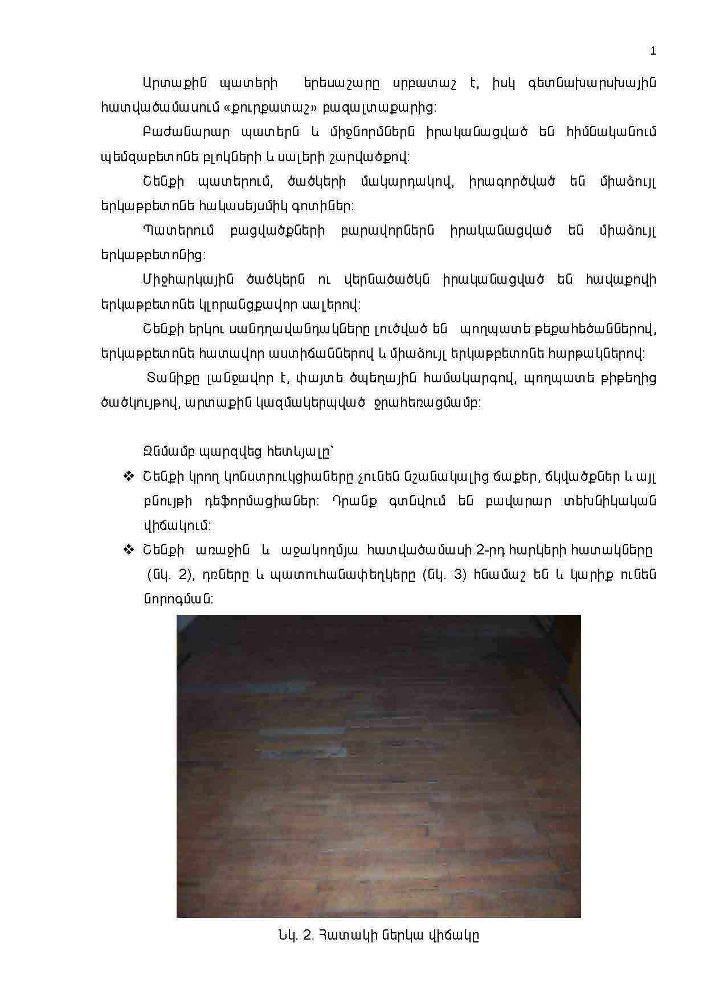 1
Արտաքին պատերի երեսաշարը սրբատաշ է, իսկ գետնախարսխային
հատվածամասում «քուրքատաշ» բազալտաքարից:
Բաժանարար պատերն և միջնորմներն իրականացված են հիմնականում
պեմզաբետոնե բլոկների և սալերի շարվածքով:
Շենքի պատերում, ծածկերի մակարդակով, իրագործված են միաձույլ
երկաթբետոնե հակասեյսմիկ գոտիներ:
Պատերում բացվածքների բարավորներն իրականացված են միաձույլ
երկաթբետոնից:
Միջհարկային ծածկերն ու վերնածածկն իրականացված են հավաքովի
երկաթբետոնե կլորանցքավոր սալերով:
Շենքի երկու սանդղավանդակները լուծված են պողպատե թեքահեծաններով,
երկաթբետոնե հատավոր աստիճաններով և միաձույլ երկաթբետոնե հարթակներով:
Տանիքը լանջավոր է, փայտե ծպեղային համակարգով, պողպատե թիթեղից
ծածկույթով, արտաքին կազմակերպված ջրահեռացմամբ:
Զնմամբ պարզվեց հետևյալը`
❖ Շենքի կրող կոնստրուկցիաները չունեն նշանակալից ճաքեր, ճկվածքներ և այլ
բնույթի դեֆորմացիաներ: Դրանք գտնվում են բավարար տեխնիկական
վիճակում:
❖ Շենքի առաջին և աջակողմյա հատվածամասի 2-րդ հարկերի հատակները
(նկ. 2), դռները և պատուհանափեղկերը (նկ. 3) հնամաշ են և կարիք ունեն
նորոգման:
Նկ. 2. Հատակի ներկա վիճակը